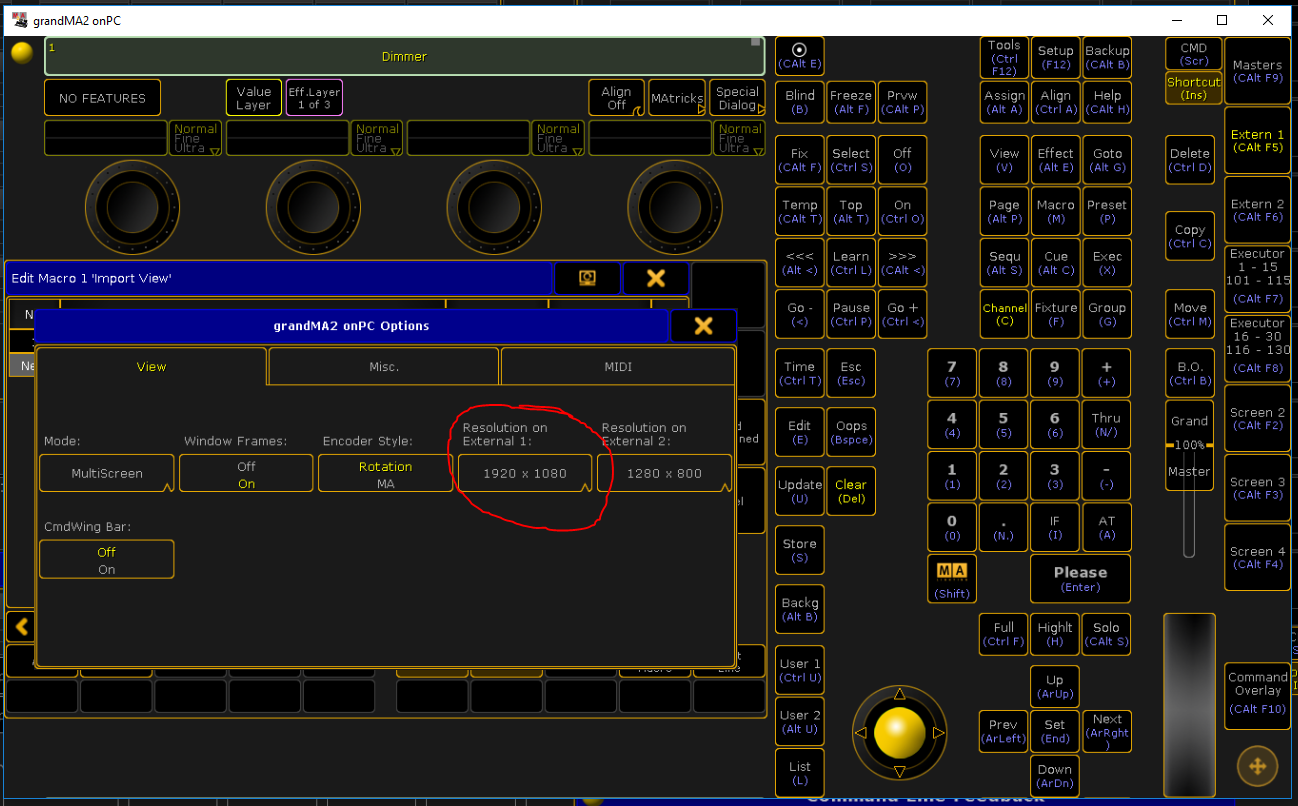 grandMA2 onPC
1
Dimmer
NO FEATURES
Value
Layer
Eff.Layer
1 of 3
Align
Off
MAtricks
Special
Dialog
Normal
Fine
Ultra
Normal
Fine
Ultra
Normal
Fine
Ultra
Normal
Fine
Ultra
Edit Macro 1 'Import View'
grandMA2 onPC Options
N
Ne
View
Misc.
MIDI
Mode:
MultiScreen
Window Frames:
Off
On
Encoder Style:
Rotation
MA
Resolution on
External 1:
1920 x 1080
Resolution on
External 2:
1280 x 800
CmdWing Bar:
Off
On
(CAlt E)
Tools
(Ctrl
F12)
Setup
(F12)
Backup
(CAlt B)
Blind
(B)
Freeze
(Alt F)
Prvw
(CAlt P)
Assign
(Alt A)
Align
(Ctrl A)
Help
(CAlt H)
Fix
(CAlt F)
Select
(Ctrl S)
Off
(O)
View
(V)
Effect
(Alt E)
Goto
(Alt G)
Temp
(CAlt T)
Top
(Alt T)
On
(Ctrl O)
Page
(Alt P)
Macro
(M)
Preset
(P)
<<<
(Alt <)
Learn
(Ctrl L)
>>>
(CAlt <)
Sequ
(Alt S)
Cue
(Alt C)
Exec
(X)
Go -
(<)
Pause
(Ctrl P)
Go +
(Ctrl <)
Channel
(C)
Fixture
(F)
Group
(G)
Time
(Ctrl T)
Esc
(Esc)
7
(7)
8
(8)
9
(9)
+
(+)
Edit
(E)
Oops
(Bspce)
4
(4)
5
(5)
6
(6)
Thru
(N/)
Update
(U)
Clear
(Del)
1
(1)
2
(2)
3
(3)
-
(-)
Store
(S)
0
(0)
.
(N.)
IF
(I)
AT
(A)
MA
(Shift)
Please
(Enter)
Backg
(Alt B)
Full
(Ctrl F)
Highlt
(H)
Solo
(CAlt S)
User 1
(Ctrl U)
User 2
(Alt U)
List
(L)
Up
(ArUp)
Prev
(ArLeft)
Set
(End)
Next
(ArRght
)
Down
(ArDn)
CMD
(Scr)
Shortcut
(Ins)
Delete
(Ctrl D)
Copy
(Ctrl C)
Move
(Ctrl M)
B.O.
(Ctrl B)
Grand
100%
Master
Masters
(CAlt F9)
Extern 1
(CAlt F5)
Extern 2
(CAlt F6)
Executor
1 - 15
101 - 115
(CAlt F7)
Executor
16 - 30
116 - 130
(CAlt F8)
Screen 2
(CAlt F2)
Screen 3
(CAlt F3)
Screen 4
(CAlt F4)
Command
Overlay
(CAlt F10)